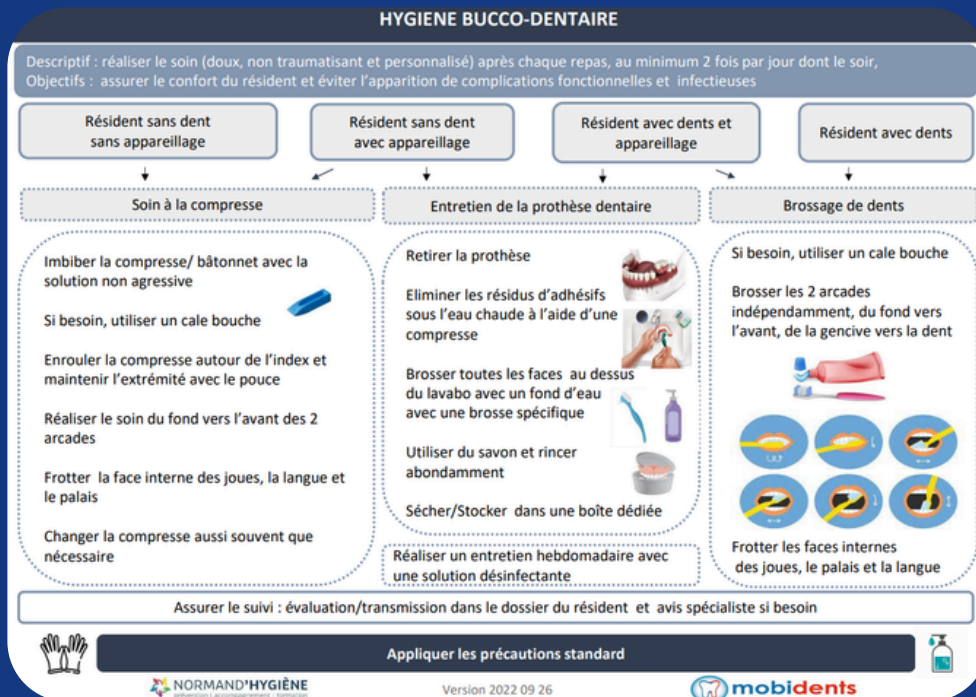 HYGIENE BUCCO-DENTAIRE
Descriptif : réaliser le soin (doux, non traumatisant et personnalisé) après chaque repas, au minimum 2 fois par jour dont le soir,
Objectifs : assurer le confort du résident et éviter l'apparition de complications fonctionnelles et infectieuses
Résident sans dent
sans appareillage
Résident sans dent
avec appareillage
Résident avec dents et
appareillage
Résident avec dents
Soin à la compresse
Entretien de la prothèse dentaire
Brossage de dents
Imbiber la compresse/ bâtonnet avec la
solution non agressive
Si besoin, utiliser un cale bouche
Enrouler la compresse autour de l'index et
maintenir l'extrémité avec le pouce
Réaliser le soin du fond vers l'avant des 2
arcades
Frotter la face interne des joues, la langue et
le palais
Changer la compresse aussi souvent que
nécessaire
Retirer la prothèse
Eliminer les résidus d'adhésifs
sous l'eau chaude à l'aide d'une
compresse
Brosser toutes les faces au dessus
du lavabo avec un fond d'eau
avec une brosse spécifique
Utiliser du savon et rincer
abondamment
Sécher/Stocker dans une boîte dédiée
Réaliser un entretien hebdomadaire avec
une solution désinfectante
Si besoin, utiliser un cale bouche
Brosser les 2 arcades
indépendamment, du fond vers
l'avant, de la gencive vers la dent
Frotter les faces internes
des joues, le palais et la langue
Assurer le suivi : évaluation/transmission dans le dossier du résident et avis spécialiste si besoin
Appliquer les précautions standard
NORMAND'HYGIÈNE
prévention | accompagnement | formation
Version 2022 09 26
mobidents